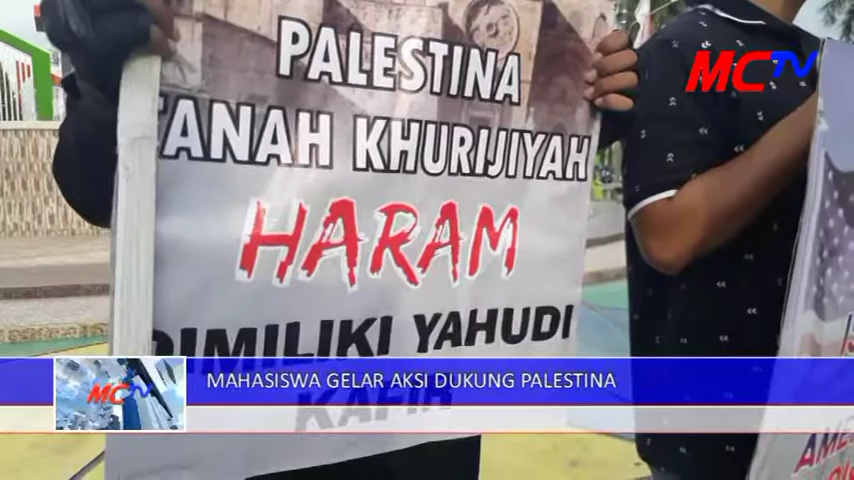 PALESTINA
TANAH KHURIJIYAH
HARAM
DIMILIKI YAHUDI
KAFIR
MCTV
MCTV
MAHASISWA GELAR AKSI DUKUNG PALESTINA